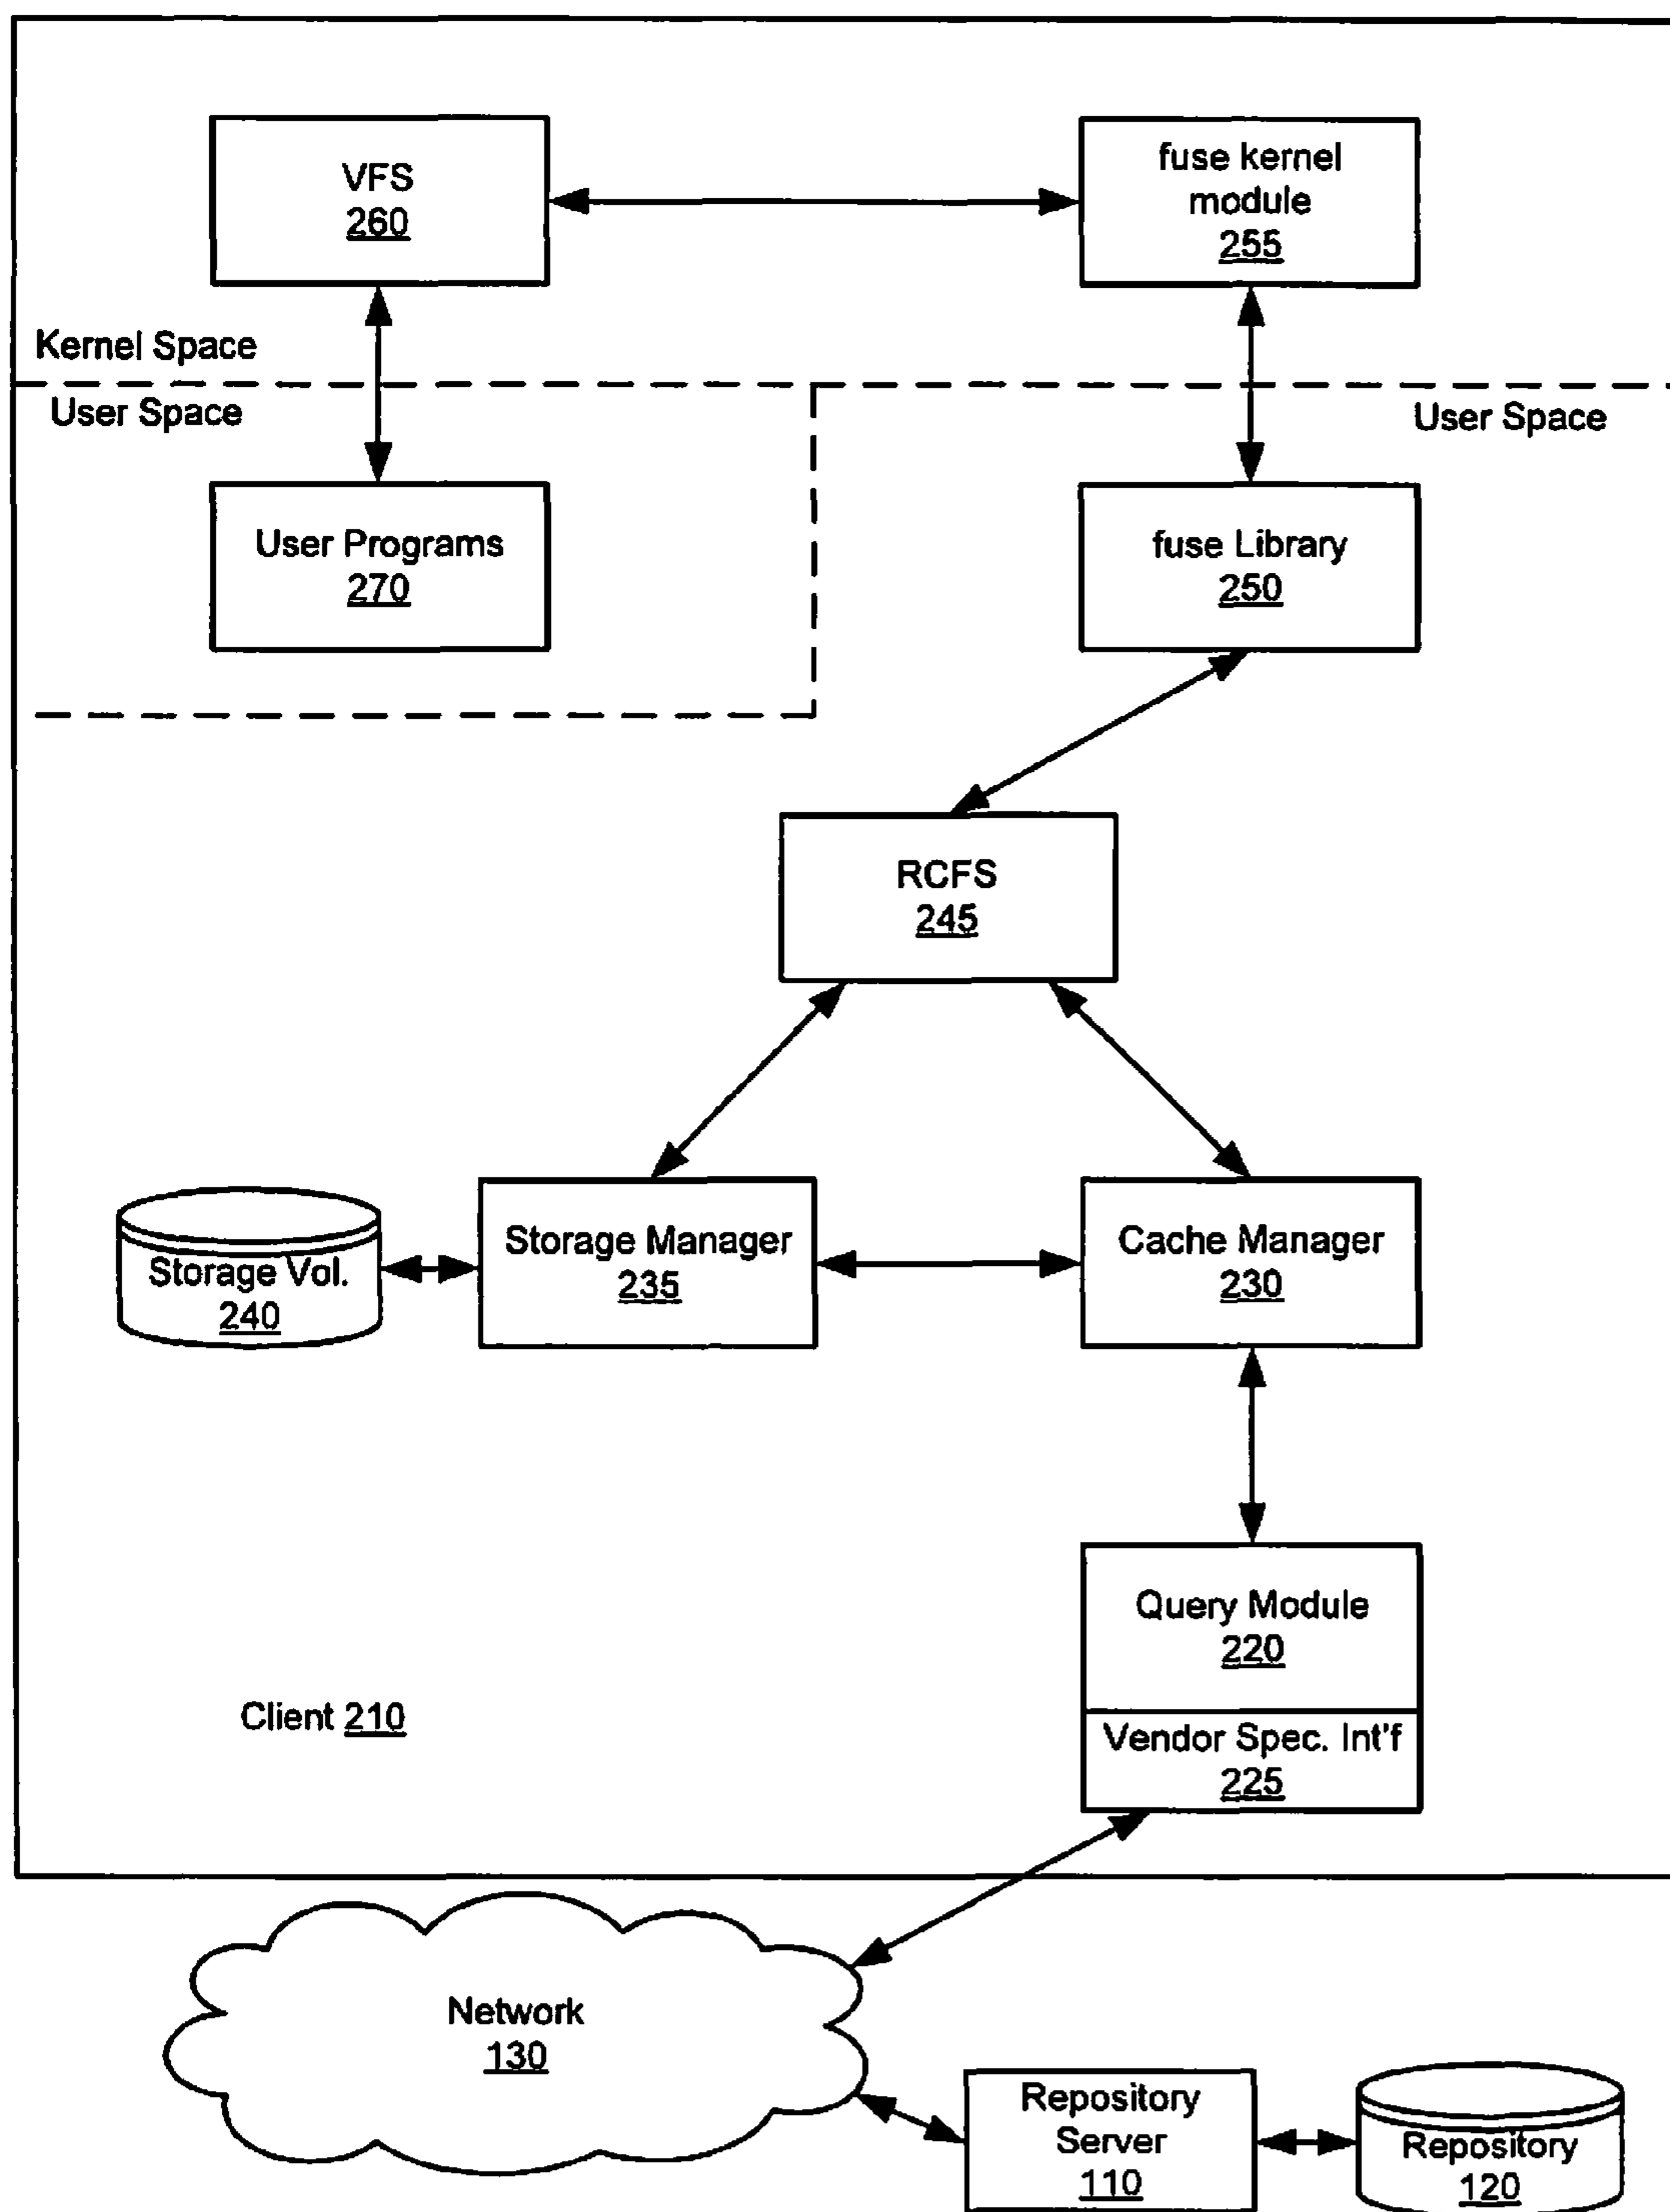 VFS
260
fuse kernel
module
255
Kernel Space
User Space
User Space
User Programs
270
fuse Library
250
RCFS
245
Storage Vol.
240
Storage Manager
235
Cache Manager
230
Query Module
220
Vendor Spec. Int'f
225
Client 210
Network
130
Repository
Server
110
Repository
120